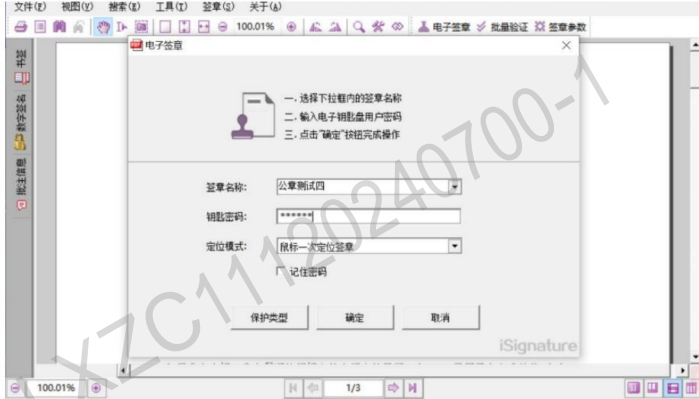 文件(F) 视图(V) 搜索(R) 工具(I) 签章(S) 关于(A)
100.01% 电子签章 批量验证 签章参数
电子签章
书签
数字签名
批注信息
一. 选择下拉框内的签章名称
二. 输入电子钥匙盘用户密码
三. 点击"确定"按钮完成操作
签章名称: 公章测试四
钥匙密码: ******
定位模式: 鼠标一次定位签章
记住密码
保护类型 确定 取消
iSignature
XZC11120240700-1
100.01% 1/3